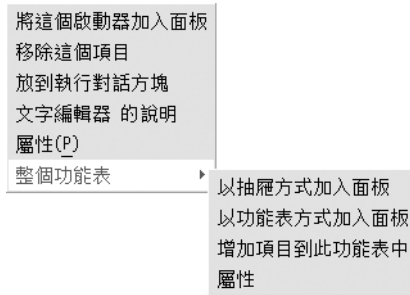 將這個啟動器加入面板
移除這個項目
放到執行對話方塊
文字編輯器 的說明
屬性(P)
整個功能表
以抽屜方式加入面板
以功能表方式加入面板
增加項目到此功能表中
屬性